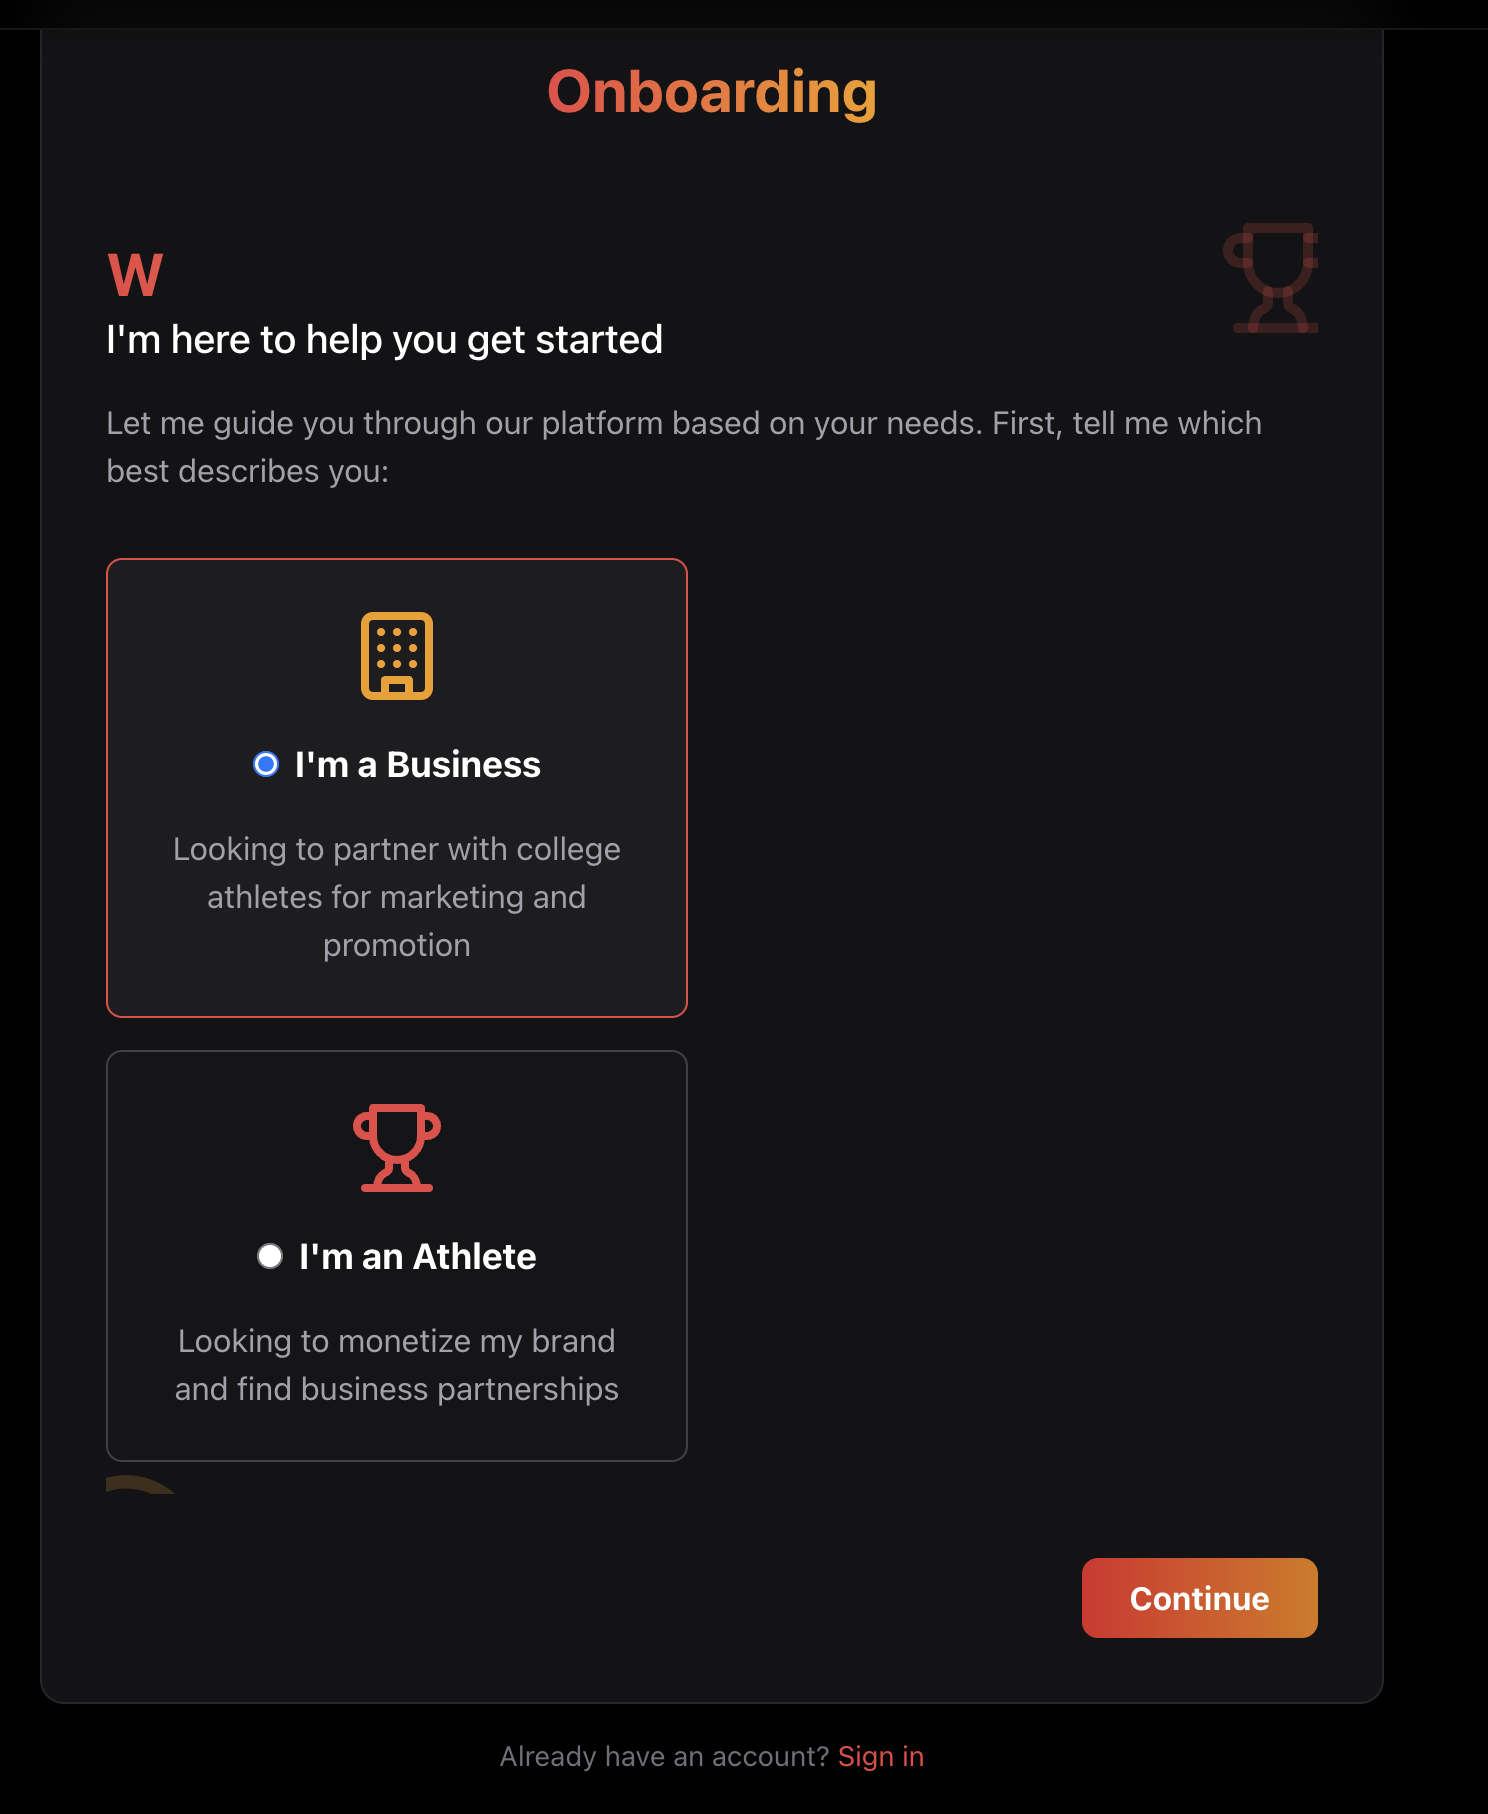 Onboarding
W
I'm here to help you get started
Let me guide you through our platform based on your needs. First, tell me which
best describes you:
I'm a Business
Looking to partner with college
athletes for marketing and
promotion
I'm an Athlete
Looking to monetize my brand
and find business partnerships
Continue
Already have an account? Sign in